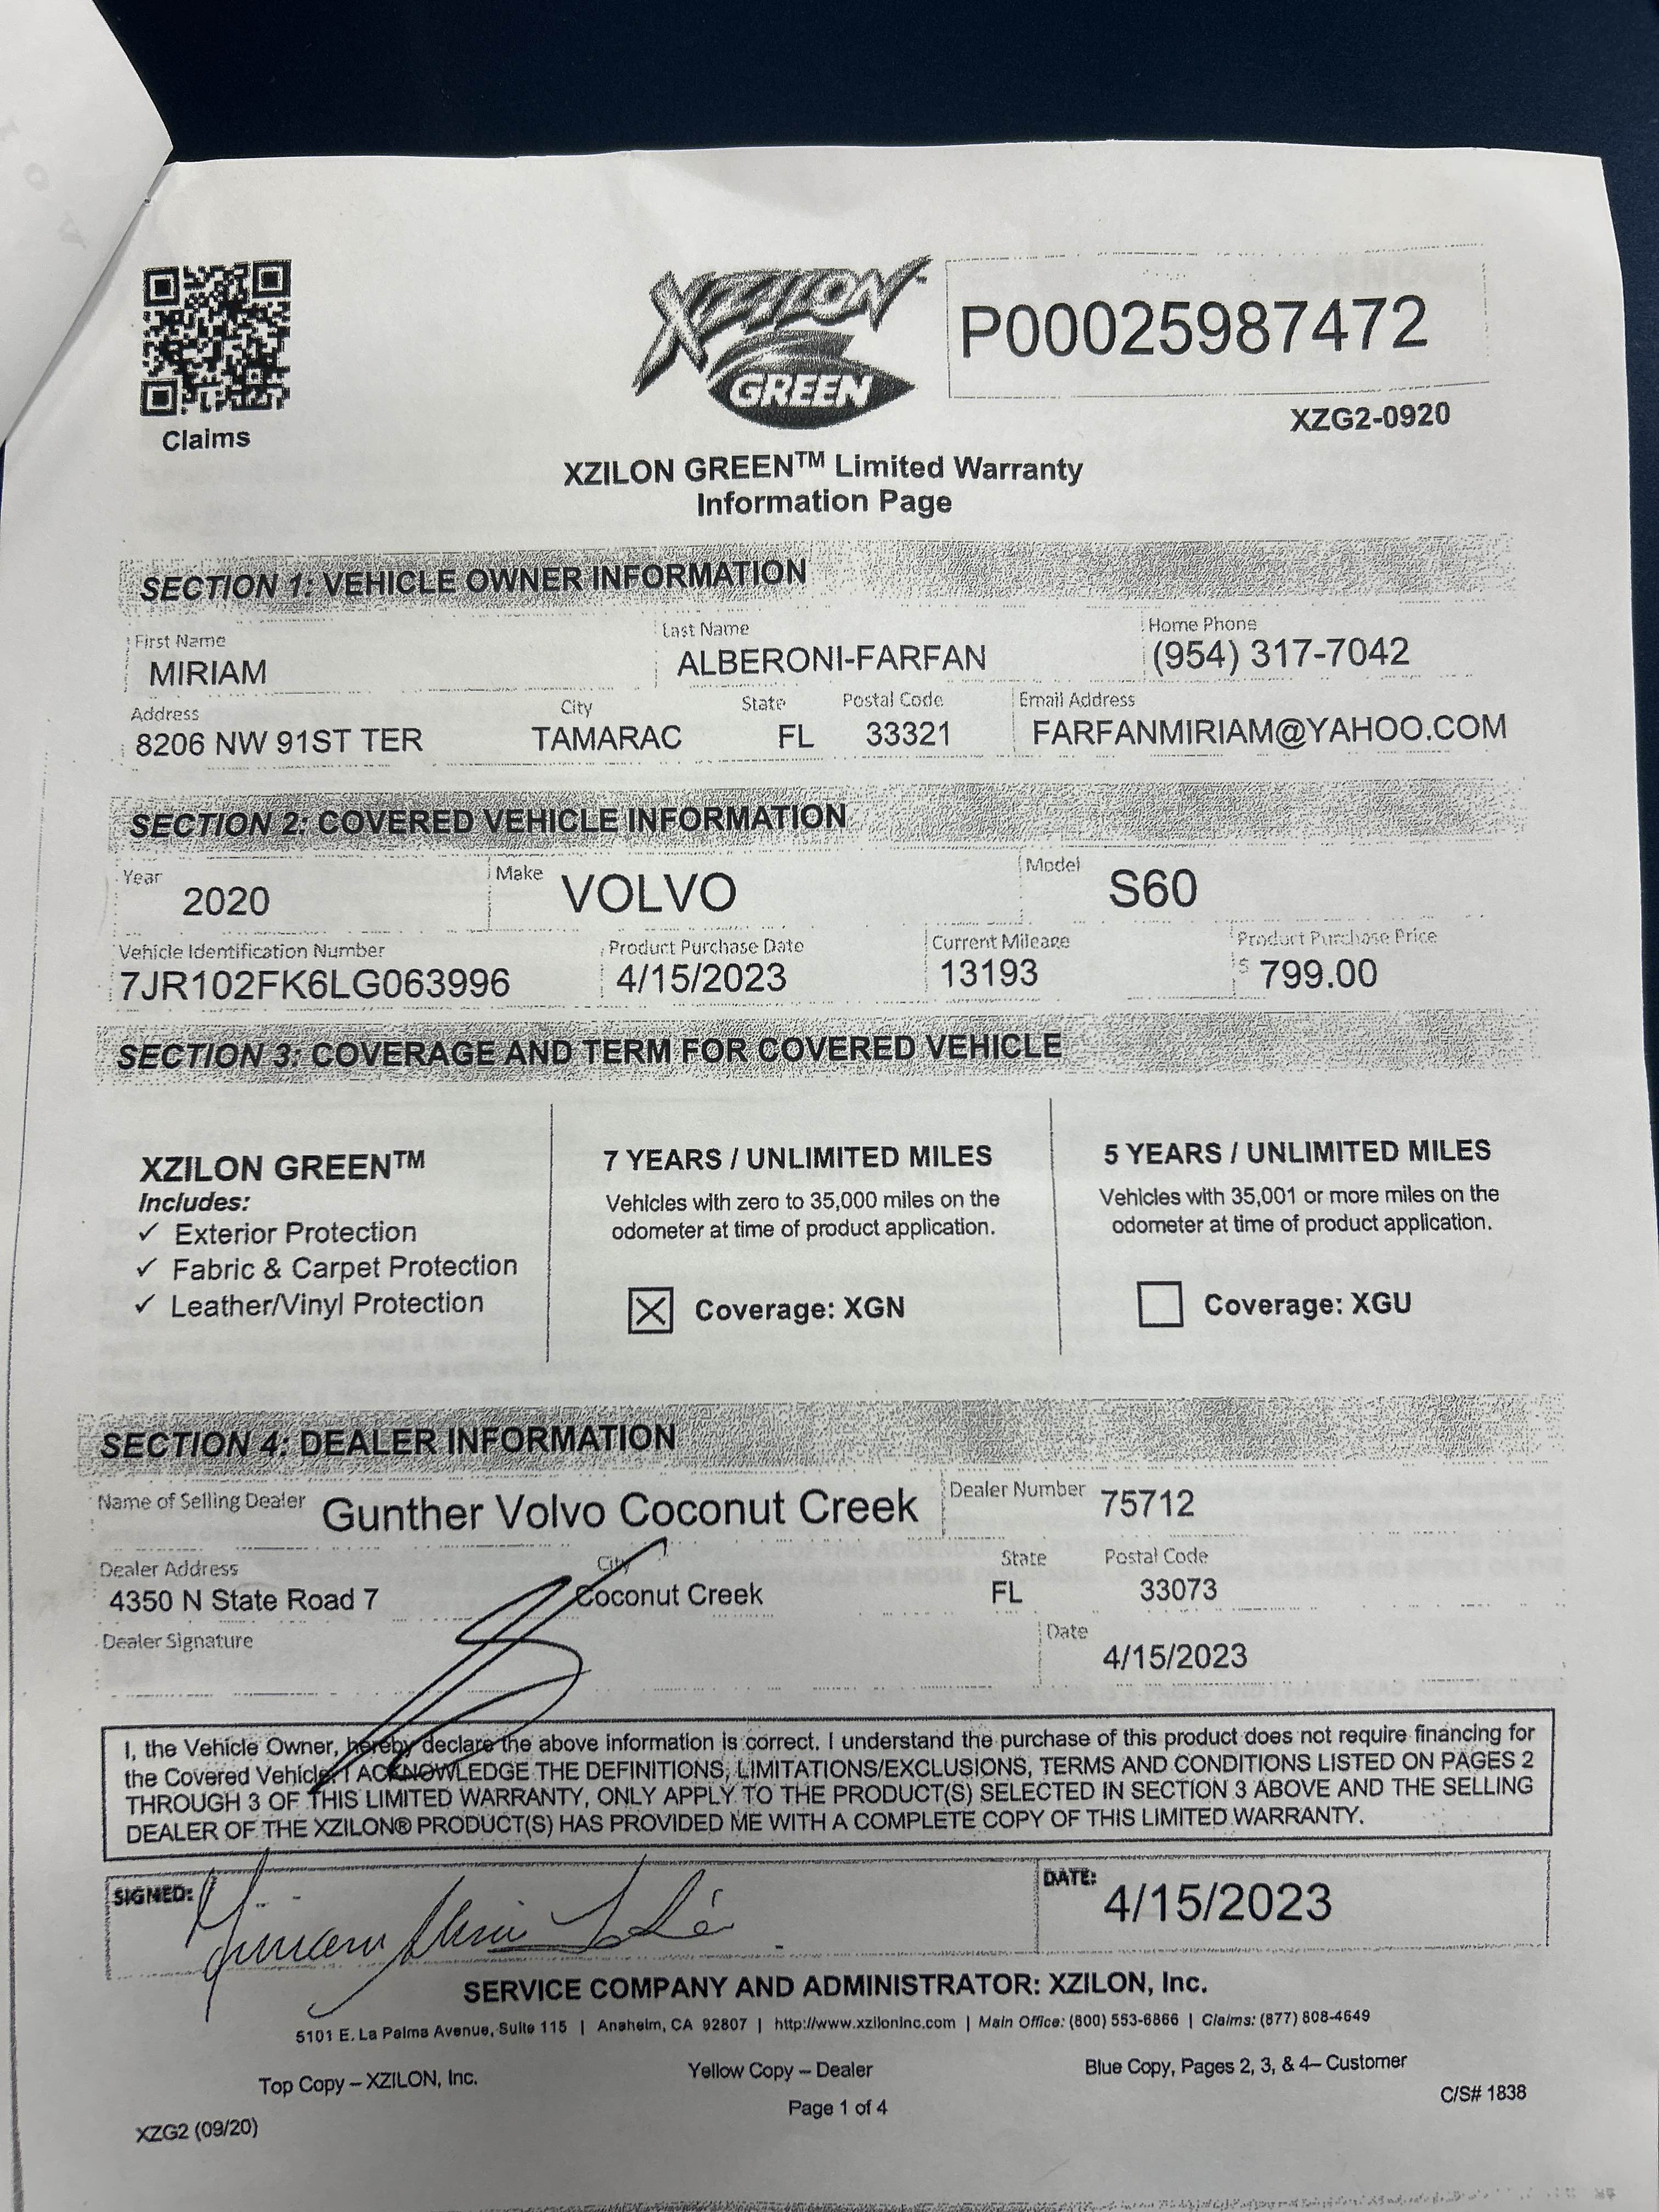 XZILON™
GREEN
P00025987472
XZG2-0920
Claims
XZILON GREEN™ Limited Warranty
Information Page
SECTION 1: VEHICLE OWNER INFORMATION
First Name Last Name Home Phone
MIRIAM ALBERONI-FARFAN (954) 317-7042
Address City State Postal Code Email Address
8206 NW 91ST TER TAMARAC FL 33321 FARFANMIRIAM@YAHOO.COM
SECTION 2: COVERED VEHICLE INFORMATION
Year 2020 Make VOLVO Model S60
Vehicle Identification Number Product Purchase Date Current Mileage Product Purchase Price
7JR102FK6LG063996 4/15/2023 13193 $ 799.00
SECTION 3: COVERAGE AND TERM FOR COVERED VEHICLE
XZILON GREEN™
Includes:
✓ Exterior Protection
✓ Fabric & Carpet Protection
✓ Leather/Vinyl Protection
7 YEARS / UNLIMITED MILES
Vehicles with zero to 35,000 miles on the
odometer at time of product application.
☒ Coverage: XGN
5 YEARS / UNLIMITED MILES
Vehicles with 35,001 or more miles on the
odometer at time of product application.
☐ Coverage: XGU
SECTION 4: DEALER INFORMATION
Name of Selling Dealer Gunther Volvo Coconut Creek Dealer Number 75712
Dealer Address City State Postal Code
4350 N State Road 7 Coconut Creek FL 33073
Dealer Signature Date
4/15/2023
I, the Vehicle Owner, hereby declare the above information is correct. I understand the purchase of this product does not require financing for
the Covered Vehicle. I ACKNOWLEDGE THE DEFINITIONS, LIMITATIONS/EXCLUSIONS, TERMS AND CONDITIONS LISTED ON PAGES 2
THROUGH 3 OF THIS LIMITED WARRANTY, ONLY APPLY TO THE PRODUCT(S) SELECTED IN SECTION 3 ABOVE AND THE SELLING
DEALER OF THE XZILON® PRODUCT(S) HAS PROVIDED ME WITH A COMPLETE COPY OF THIS LIMITED WARRANTY.
SIGNED: DATE: 4/15/2023
SERVICE COMPANY AND ADMINISTRATOR: XZILON, Inc.
5101 E. La Palma Avenue, Suite 115 | Anaheim, CA 92807 | http://www.xziloninc.com | Main Office: (800) 553-6866 | Claims: (877) 808-4649
Top Copy – XZILON, Inc. Yellow Copy – Dealer Blue Copy, Pages 2, 3, & 4– Customer
Page 1 of 4 C/S# 1838
XZG2 (09/20)